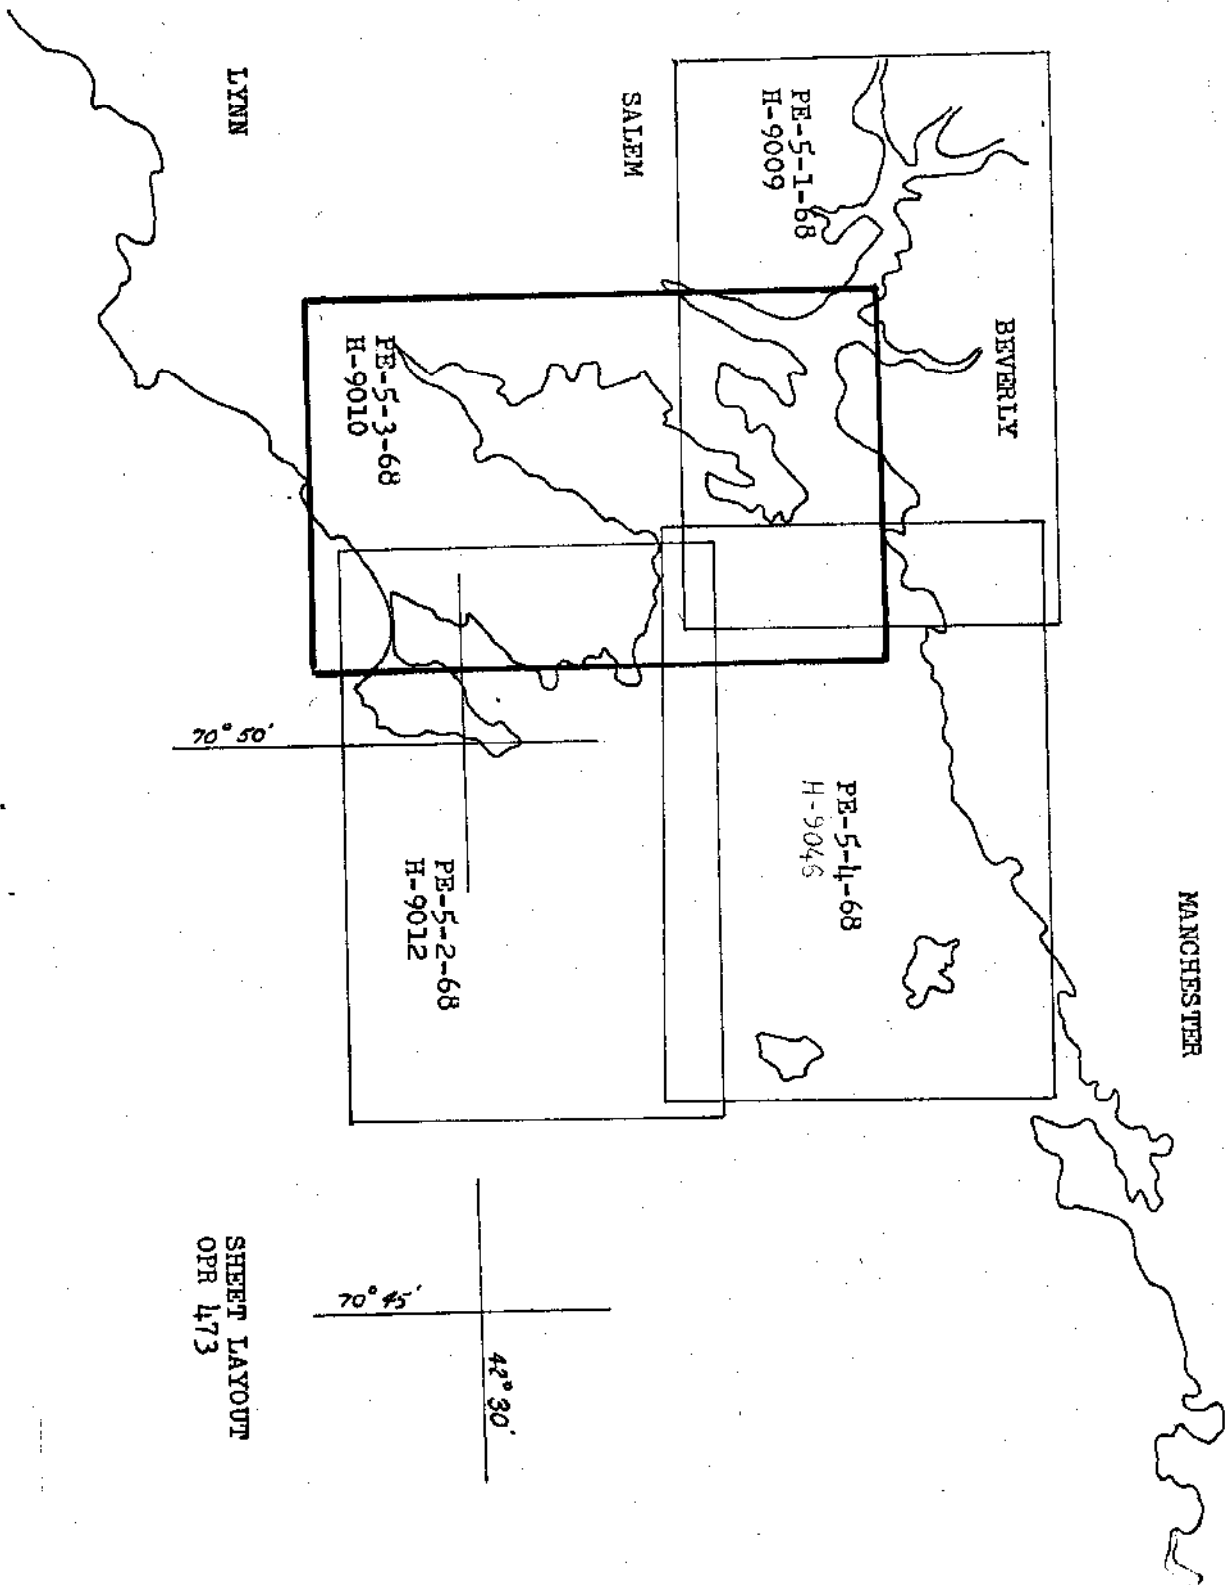 MANCHESTER
BEVERLY
PE-5-1-68
H-9009
SALEM
PE-5-4-68
H-9046
PE-5-3-68
H-9010
PE-5-2-68
H-9012
LYNN
70° 50'
70° 45'
42° 30'
SHEET LAYOUT
OPR 473